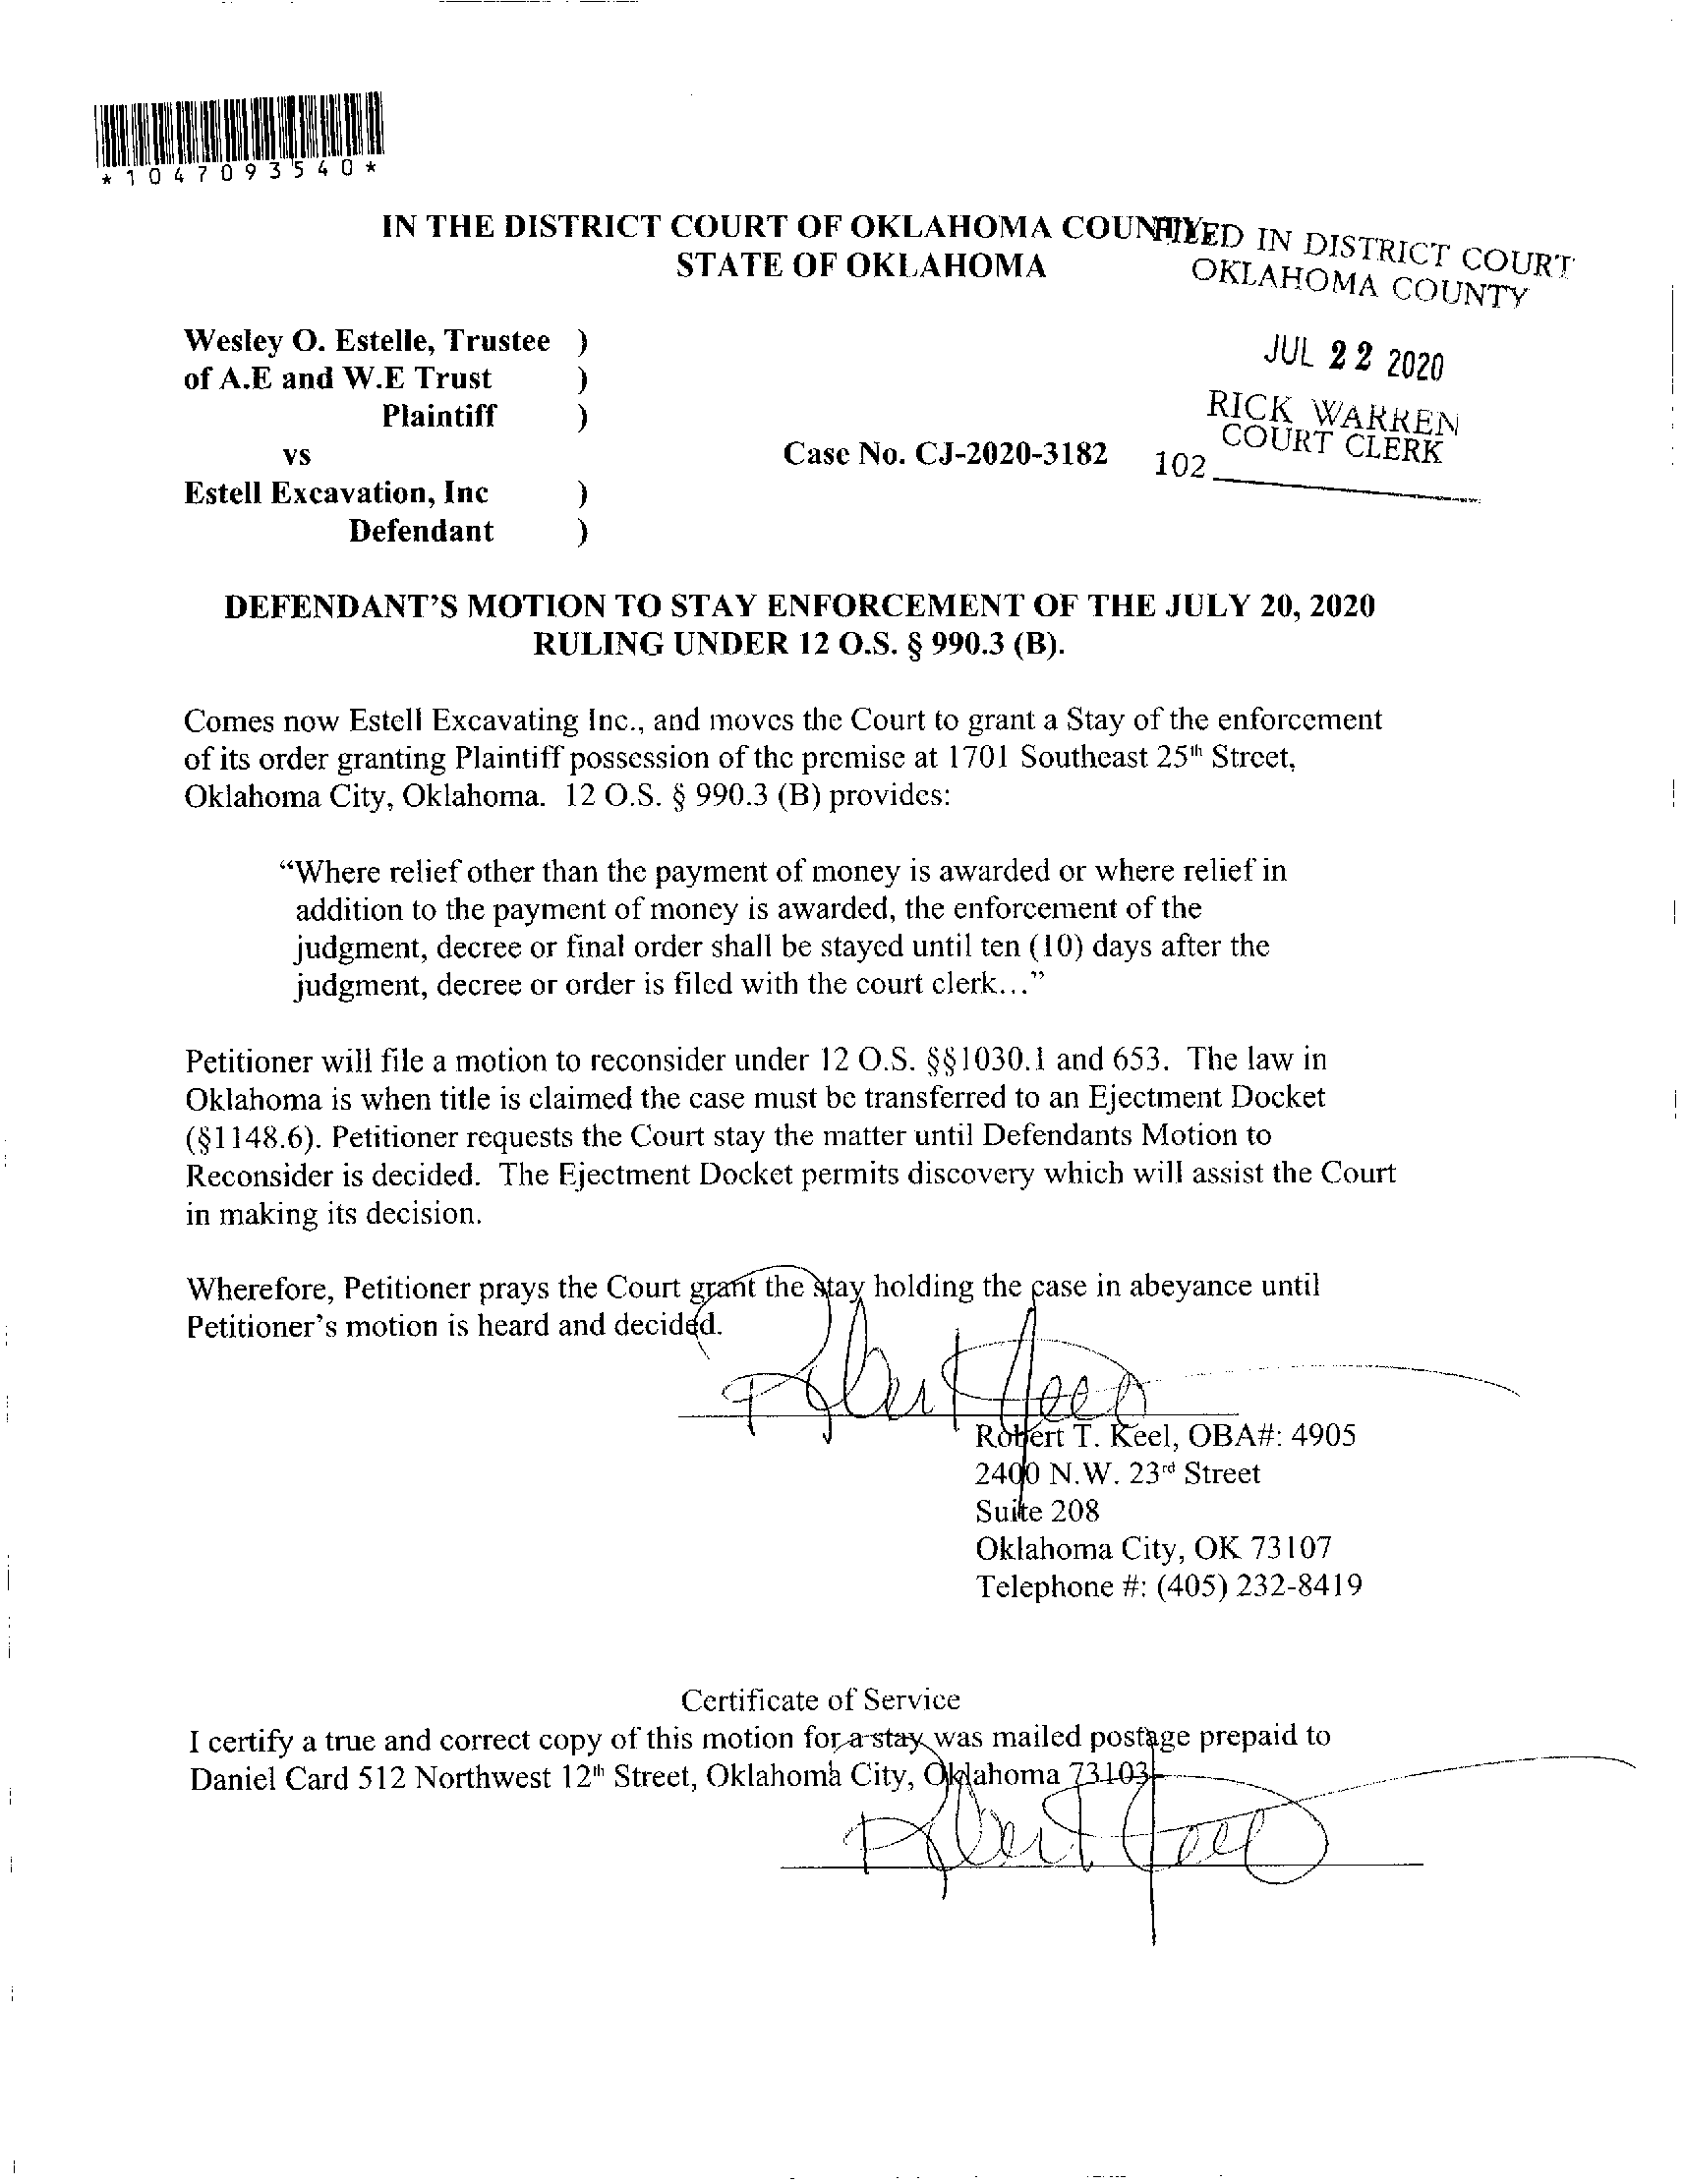 *1047093540*
IN THE DISTRICT COURT OF OKLAHOMA COUNTY
STATE OF OKLAHOMA
FILED IN DISTRICT COURT
OKLAHOMA COUNTY
JUL 22 2020
RICK WARREN
COURT CLERK
102
Wesley O. Estelle, Trustee )
of A.E and W.E Trust )
Plaintiff )
vs
Case No. CJ-2020-3182
Estell Excavation, Inc )
Defendant )
DEFENDANT'S MOTION TO STAY ENFORCEMENT OF THE JULY 20, 2020
RULING UNDER 12 O.S. § 990.3 (B).
Comes now Estell Excavating Inc., and moves the Court to grant a Stay of the enforcement
of its order granting Plaintiff possession of the premise at 1701 Southeast 25th Street,
Oklahoma City, Oklahoma. 12 O.S. § 990.3 (B) provides:
“Where relief other than the payment of money is awarded or where relief in
addition to the payment of money is awarded, the enforcement of the
judgment, decree or final order shall be stayed until ten (10) days after the
judgment, decree or order is filed with the court clerk…”
Petitioner will file a motion to reconsider under 12 O.S. §§1030.1 and 653. The law in
Oklahoma is when title is claimed the case must be transferred to an Ejectment Docket
(§1148.6). Petitioner requests the Court stay the matter until Defendants Motion to
Reconsider is decided. The Ejectment Docket permits discovery which will assist the Court
in making its decision.
Wherefore, Petitioner prays the Court grant the stay holding the case in abeyance until
Petitioner's motion is heard and decided.
Robert Keel
Robert T. Keel, OBA#: 4905
2400 N.W. 23rd Street
Suite 208
Oklahoma City, OK 73107
Telephone #: (405) 232-8419
Certificate of Service
I certify a true and correct copy of this motion for a stay was mailed postage prepaid to
Daniel Card 512 Northwest 12th Street, Oklahoma City, Oklahoma 73103
Robert Keel